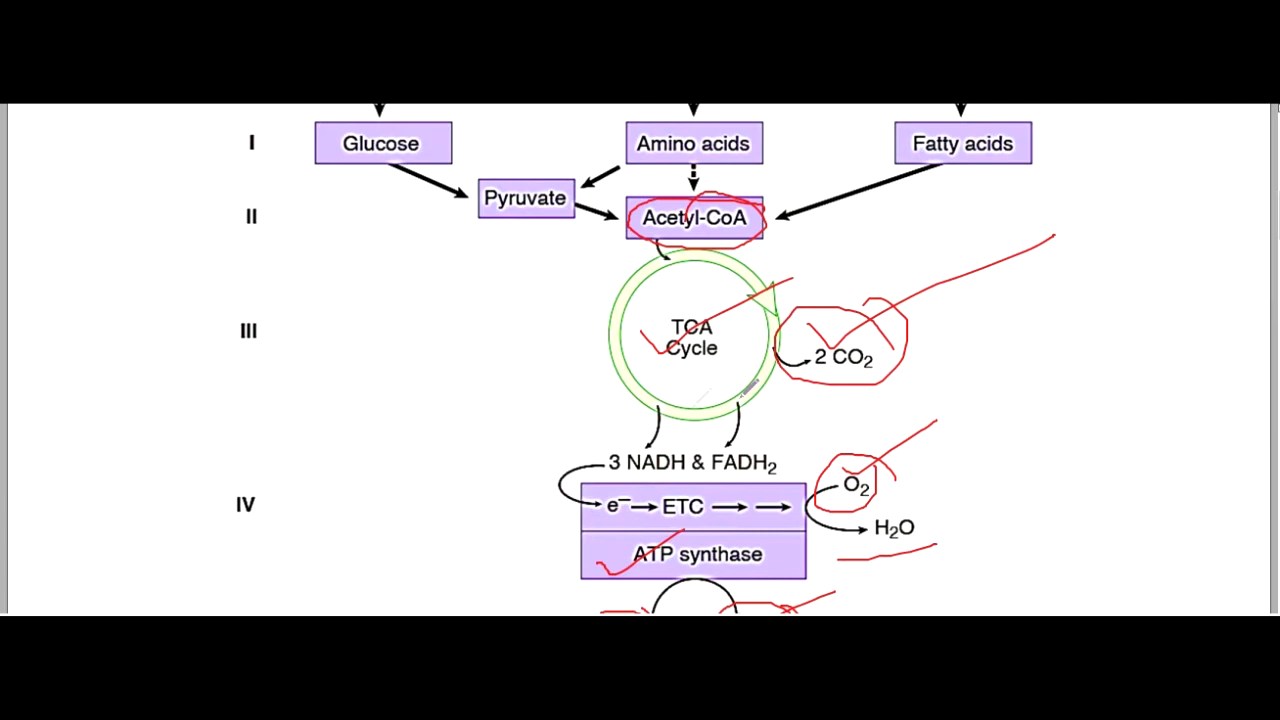 I
Glucose
Amino acids
Fatty acids
Pyruvate
II
Acetyl-CoA
III
TCA
Cycle
2 CO₂
3 NADH & FADH₂
O₂
IV
e⁻ ETC
H₂O
ATP synthase